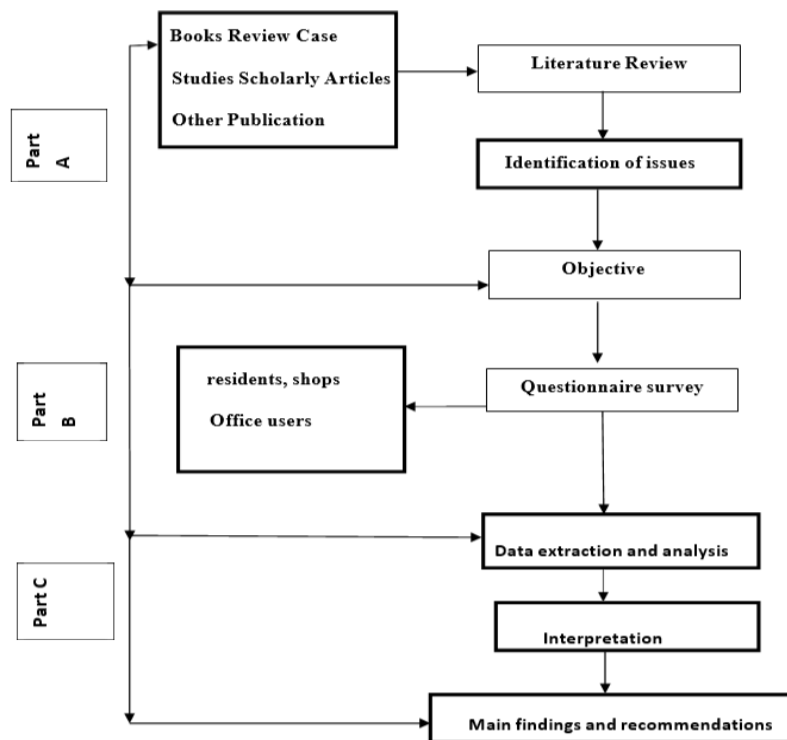 Books Review Case
Studies Scholarly Articles
Other Publication
Literature Review
Part
A
Identification of issues
Objective
Part
B
residents, shops
Office users
Questionnaire survey
Part C
Data extraction and analysis
Interpretation
Main findings and recommendations